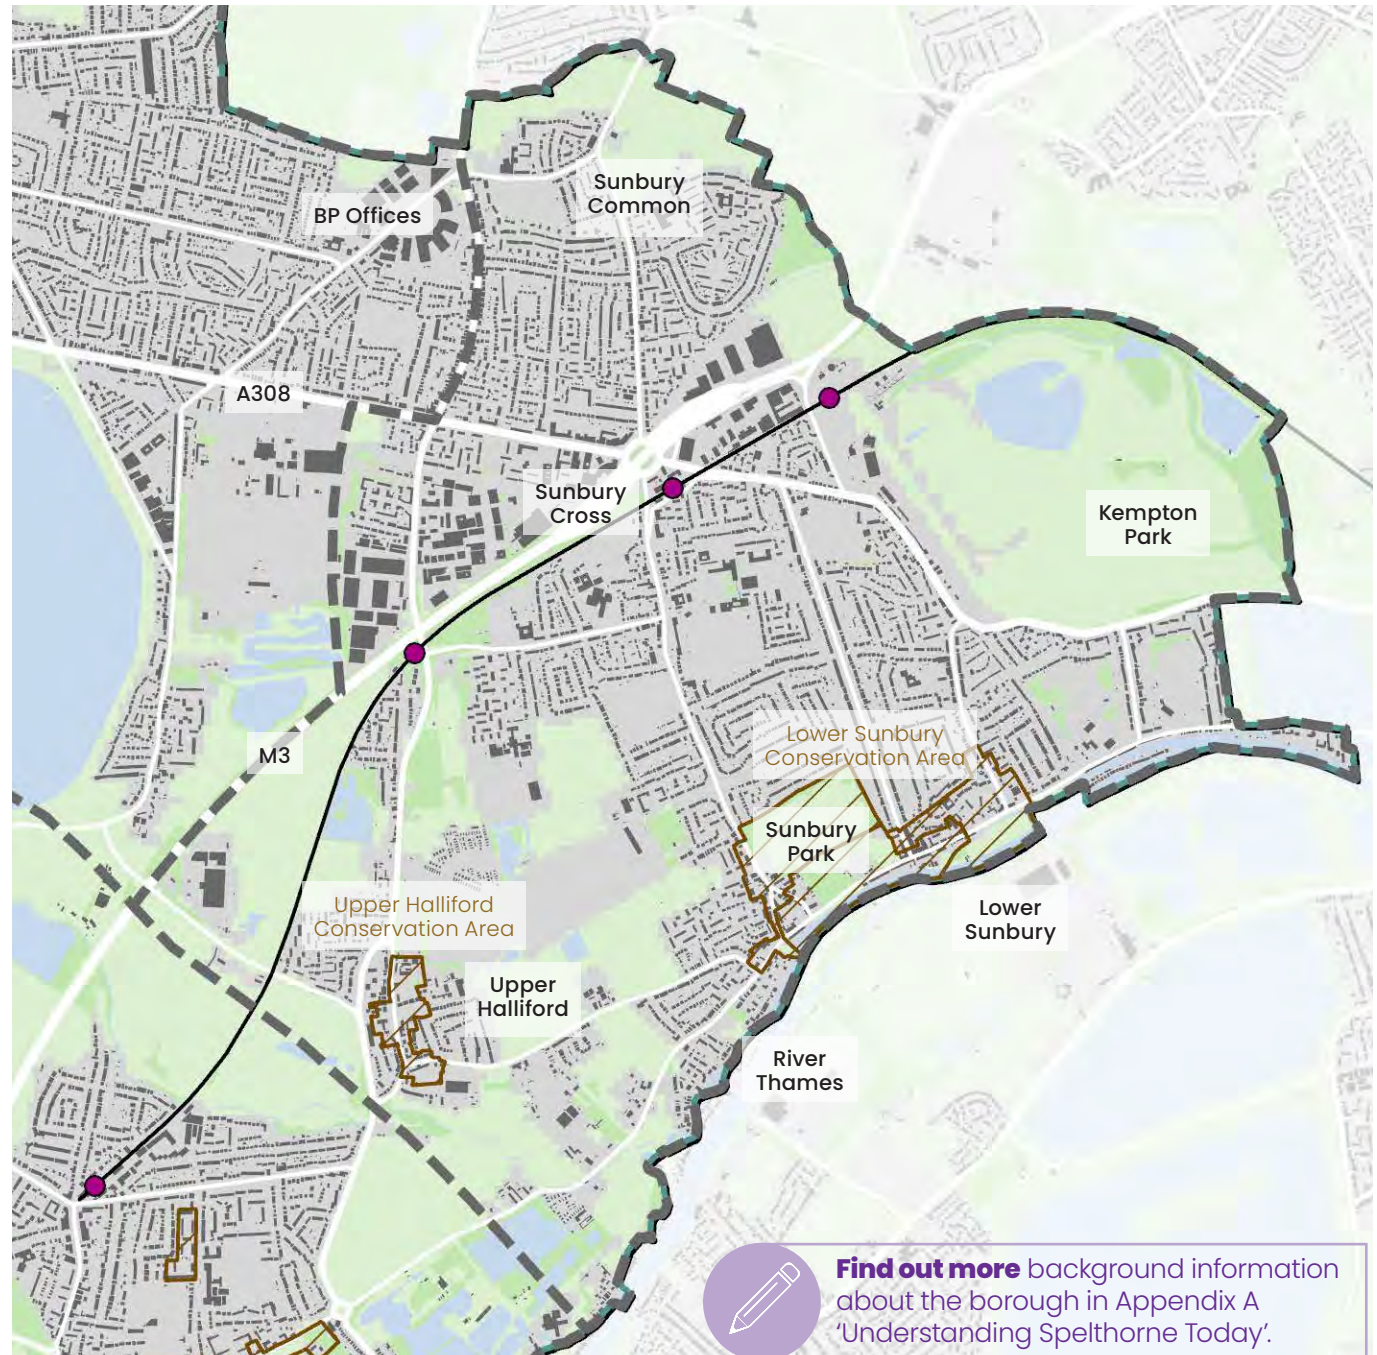 Sunbury
Common
BP Offices
A308
Sunbury
Cross
Kempton
Park
M3
Lower Sunbury
Conservation Area
Sunbury
Park
Upper Halliford
Conservation Area
Lower
Sunbury
Upper
Halliford
River
Thames
Find out more background information
about the borough in Appendix A
‘Understanding Spelthorne Today’.